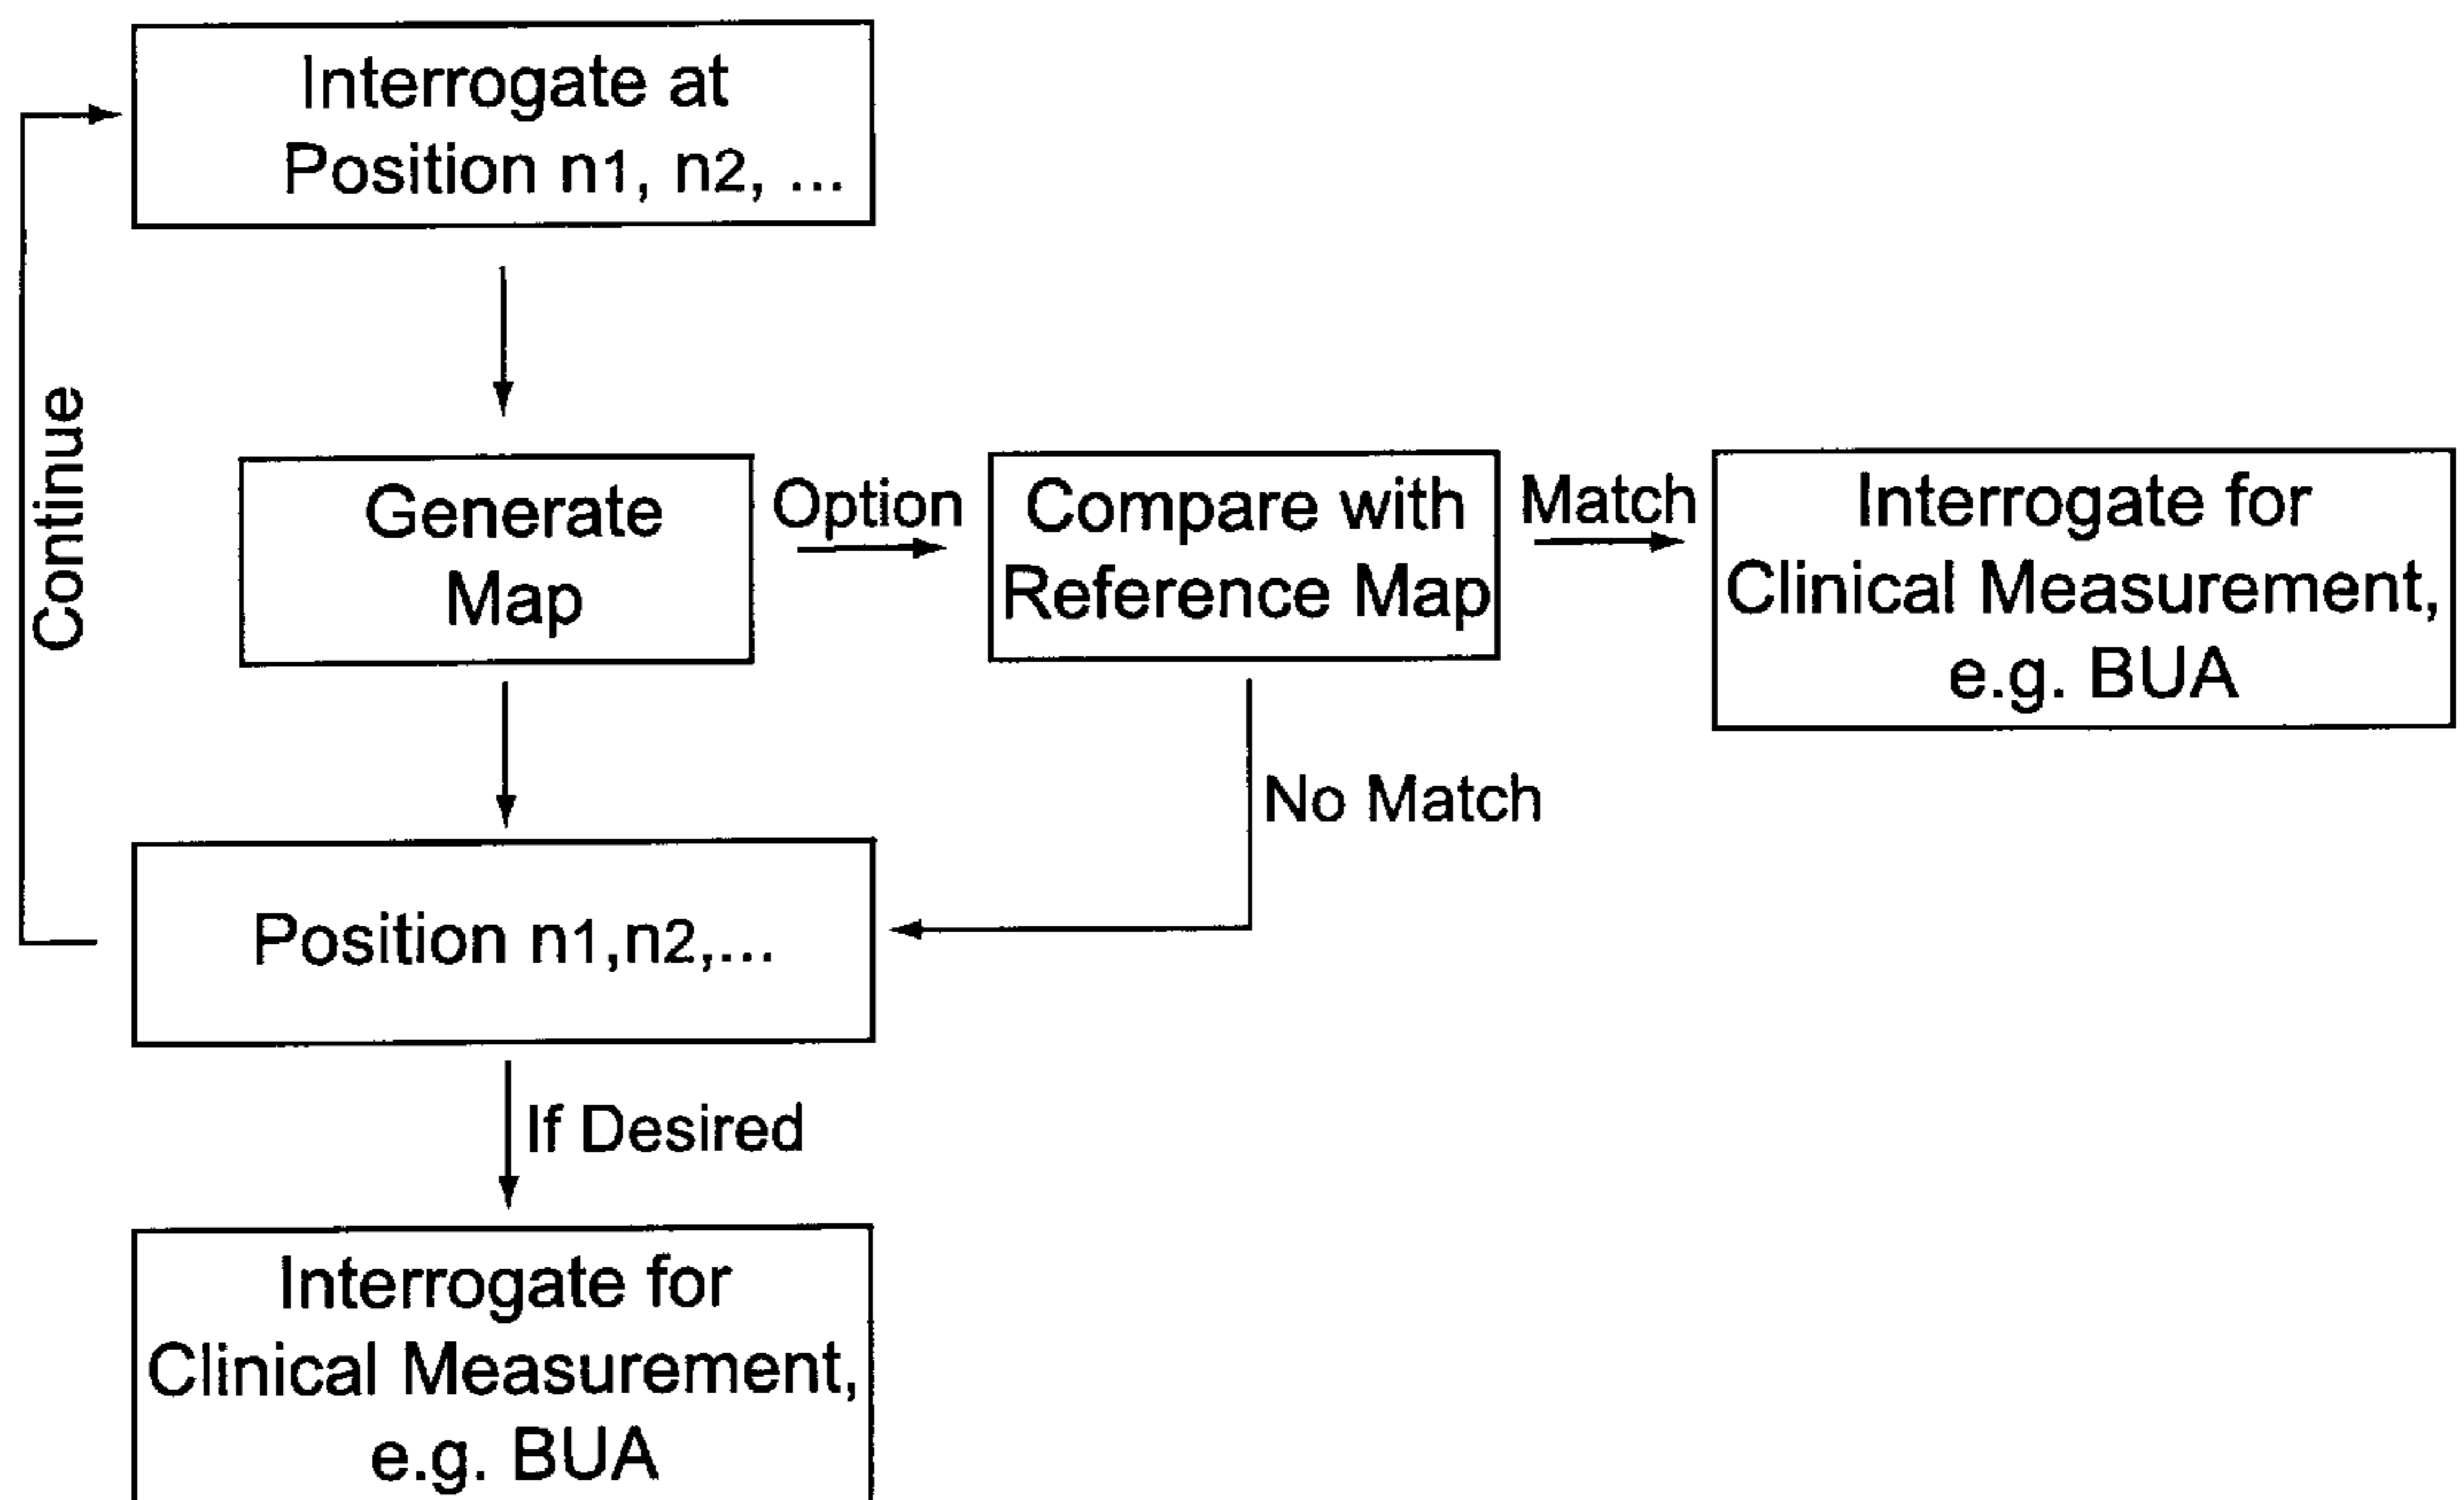 Interrogate at
Position n1, n2, ...
Continue
Generate
Map
Option
Compare with
Reference Map
Match
Interrogate for
Clinical Measurement,
e.g. BUA
No Match
Position n1,n2,...
If Desired
Interrogate for
Clinical Measurement,
e.g. BUA